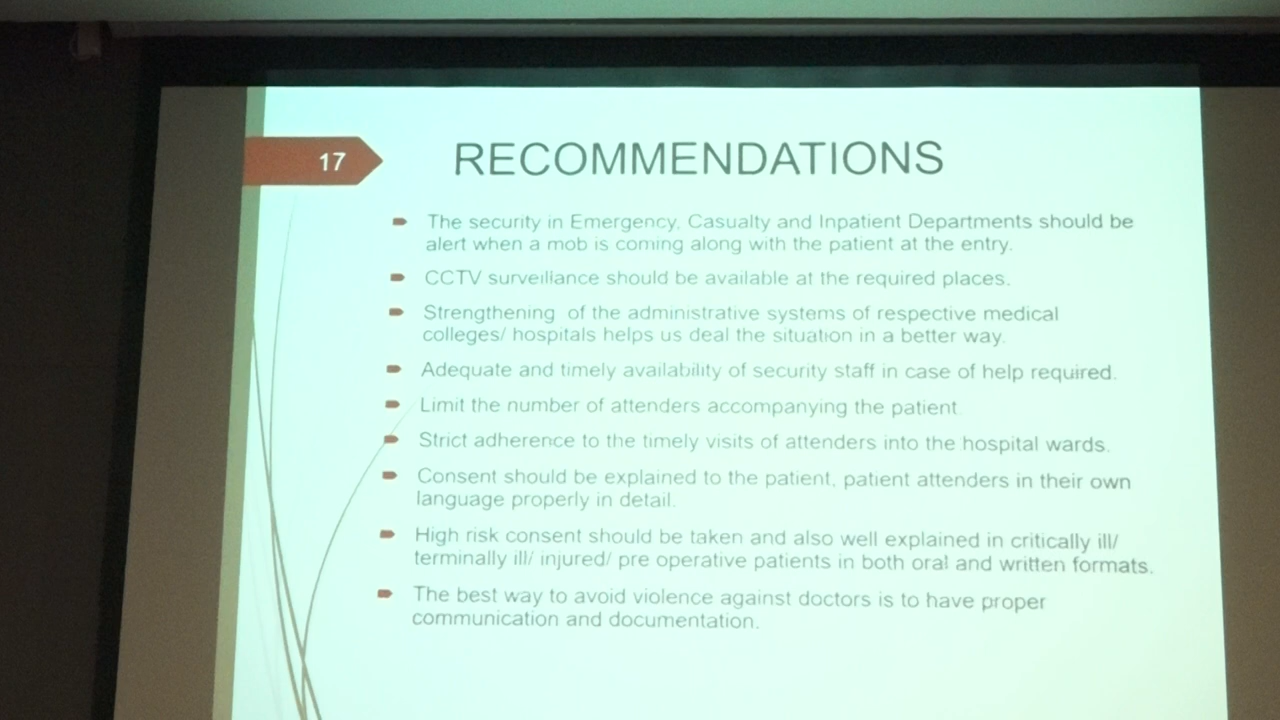 17
RECOMMENDATIONS
The security in Emergency, Casualty and Inpatient Departments should be
alert when a mob is coming along with the patient at the entry.
CCTV surveillance should be available at the required places.
Strengthening of the administrative systems of respective medical
colleges/ hospitals helps us deal the situation in a better way.
Adequate and timely availability of security staff in case of help required.
Limit the number of attenders accompanying the patient
Strict adherence to the timely visits of attenders into the hospital wards.
Consent should be explained to the patient, patient attenders in their own
language properly in detail.
High risk consent should be taken and also well explained in critically ill/
terminally ill/ injured/ pre operative patients in both oral and written formats.
The best way to avoid violence against doctors is to have proper
communication and documentation.